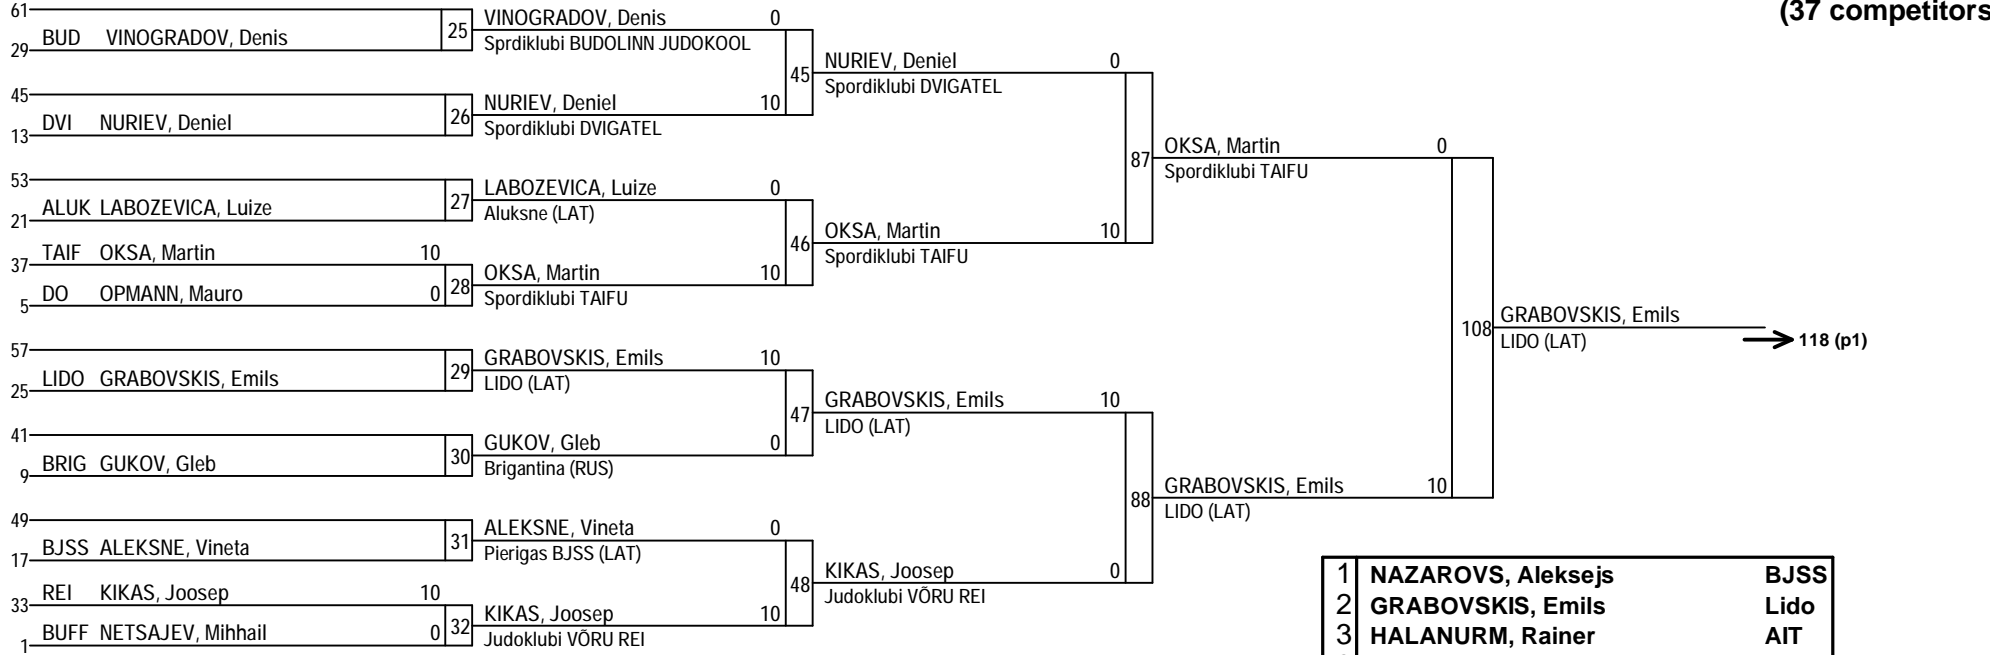 (37 competitors
61
29 BUD VINOGRADOV, Denis
25
VINOGRADOV, Denis 0
Sprdiklubi BUDOLINN JUDOKOOL
45
13 DVI NURIEV, Deniel
26
NURIEV, Deniel 10
Spordiklubi DVIGATEL
45
NURIEV, Deniel 0
Spordiklubi DVIGATEL
53
21 ALUK LABOZEVICA, Luize
27
LABOZEVICA, Luize 0
Aluksne (LAT)
37 TAIF OKSA, Martin 10
5 DO OPMANN, Mauro 0
28
OKSA, Martin 10
Spordiklubi TAIFU
46
OKSA, Martin 10
Spordiklubi TAIFU
87
OKSA, Martin 0
Spordiklubi TAIFU
57
25 LIDO GRABOVSKIS, Emils
29
GRABOVSKIS, Emils 10
LIDO (LAT)
41
9 BRIG GUKOV, Gleb
30
GUKOV, Gleb 0
Brigantina (RUS)
47
GRABOVSKIS, Emils 10
LIDO (LAT)
49
17 BJSS ALEKSNE, Vineta
31
ALEKSNE, Vineta 0
Pierigas BJSS (LAT)
33 REI KIKAS, Joosep 10
1 BUFF NETSAJEV, Mihhail 0
32
KIKAS, Joosep 10
Judoklubi VÕRU REI
48
KIKAS, Joosep 0
Judoklubi VÕRU REI
88
GRABOVSKIS, Emils 10
LIDO (LAT)
108
GRABOVSKIS, Emils
LIDO (LAT)
118 (p1)
1 NAZAROVS, Aleksejs BJSS
2 GRABOVSKIS, Emils Lido
3 HALANURM, Rainer AIT